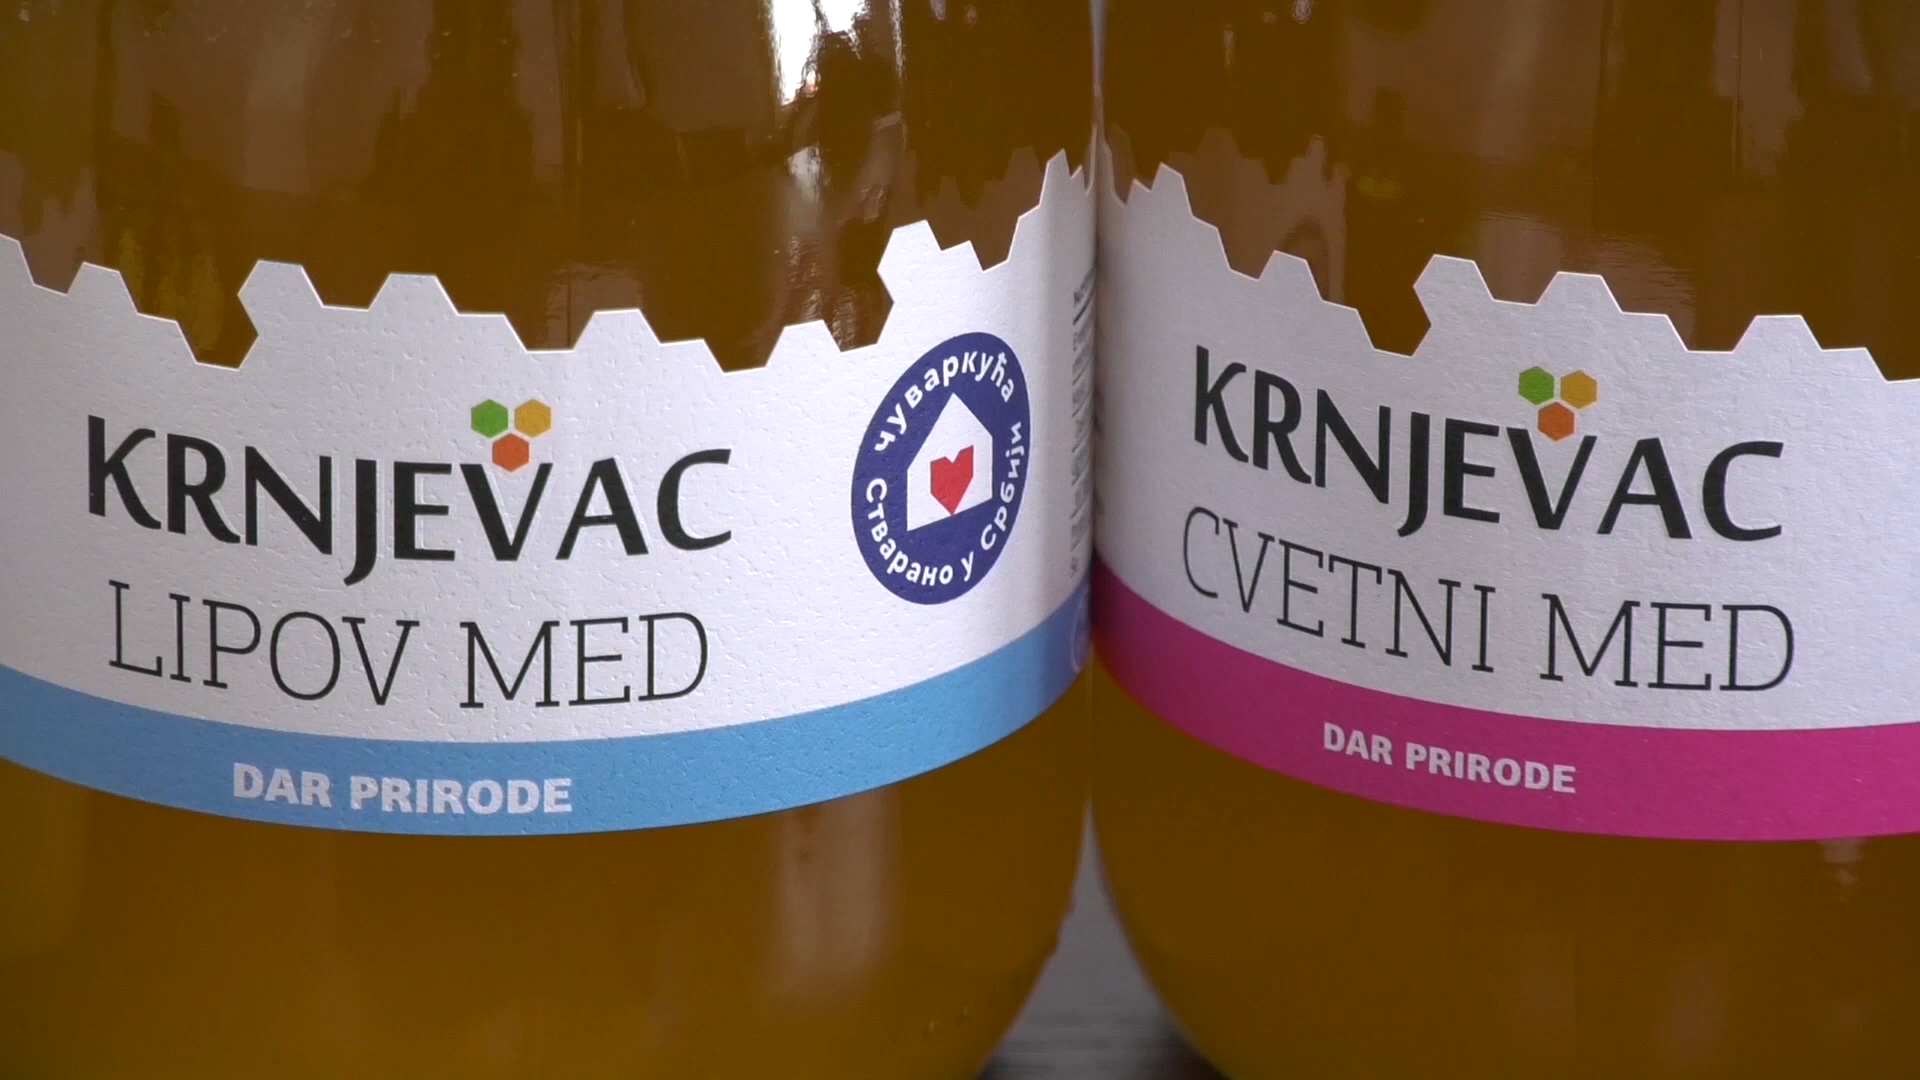 KRNJEVAC
LIPOV MED
DAR PRIRODE
чуваркућа
Стварано у Србији
KRNJEVAC
CVETNI MED
DAR PRIRODE